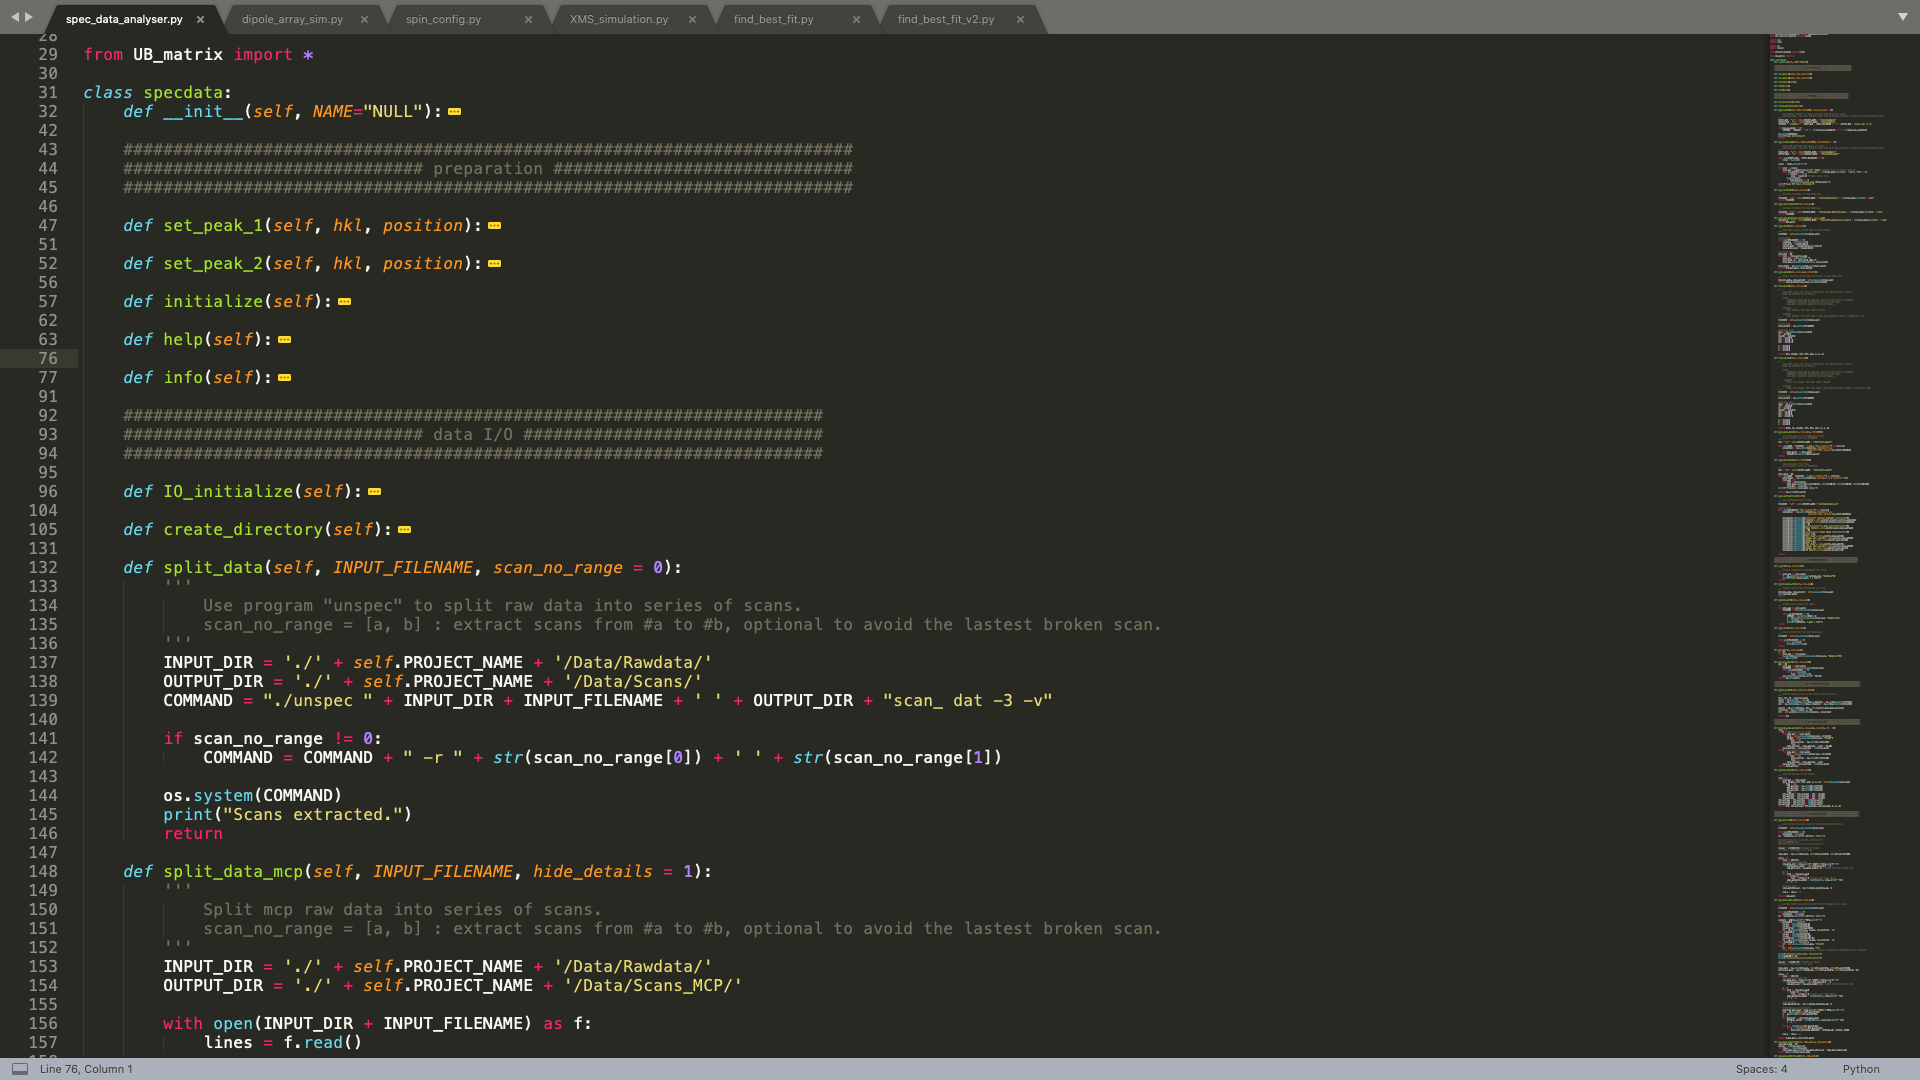 spec_data_analyser.py × dipole_array_sim.py × spin_config.py × XMS_simulation.py × find_best_fit.py × find_best_fit_v2.py ×
28
29 from UB_matrix import *
30
31 class specdata:
32 def __init__(self, NAME="NULL"):
42
43 #########################################################################
44 ############################## preparation ##############################
45 #########################################################################
46
47 def set_peak_1(self, hkl, position):
51
52 def set_peak_2(self, hkl, position):
56
57 def initialize(self):
62
63 def help(self):
76
77 def info(self):
91
92 ######################################################################
93 ############################## data I/O ##############################
94 ######################################################################
95
96 def IO_initialize(self):
104
105 def create_directory(self):
131
132 def split_data(self, INPUT_FILENAME, scan_no_range = 0):
133 '''
134 Use program "unspec" to split raw data into series of scans.
135 scan_no_range = [a, b] : extract scans from #a to #b, optional to avoid the lastest broken scan.
136 '''
137 INPUT_DIR = './' + self.PROJECT_NAME + '/Data/Rawdata/'
138 OUTPUT_DIR = './' + self.PROJECT_NAME + '/Data/Scans/'
139 COMMAND = "./unspec " + INPUT_DIR + INPUT_FILENAME + ' ' + OUTPUT_DIR + "scan_ dat -3 -v"
140
141 if scan_no_range != 0:
142 COMMAND = COMMAND + " -r " + str(scan_no_range[0]) + ' ' + str(scan_no_range[1])
143
144 os.system(COMMAND)
145 print("Scans extracted.")
146 return
147
148 def split_data_mcp(self, INPUT_FILENAME, hide_details = 1):
149 '''
150 Split mcp raw data into series of scans.
151 scan_no_range = [a, b] : extract scans from #a to #b, optional to avoid the lastest broken scan.
152 '''
153 INPUT_DIR = './' + self.PROJECT_NAME + '/Data/Rawdata/'
154 OUTPUT_DIR = './' + self.PROJECT_NAME + '/Data/Scans_MCP/'
155
156 with open(INPUT_DIR + INPUT_FILENAME) as f:
157 lines = f.read()
Line 76, Column 1 Spaces: 4 Python